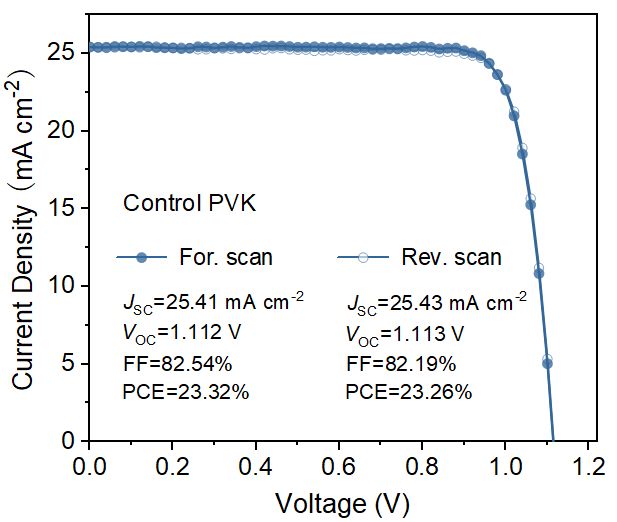 Current Density（mA cm-2）
25
20
15
10
5
0
Control PVK
For. scan
Rev. scan
JSC=25.41 mA cm-2
VOC=1.112 V
FF=82.54%
PCE=23.32%
JSC=25.43 mA cm-2
VOC=1.113 V
FF=82.19%
PCE=23.26%
0.0 0.2 0.4 0.6 0.8 1.0 1.2
Voltage (V)